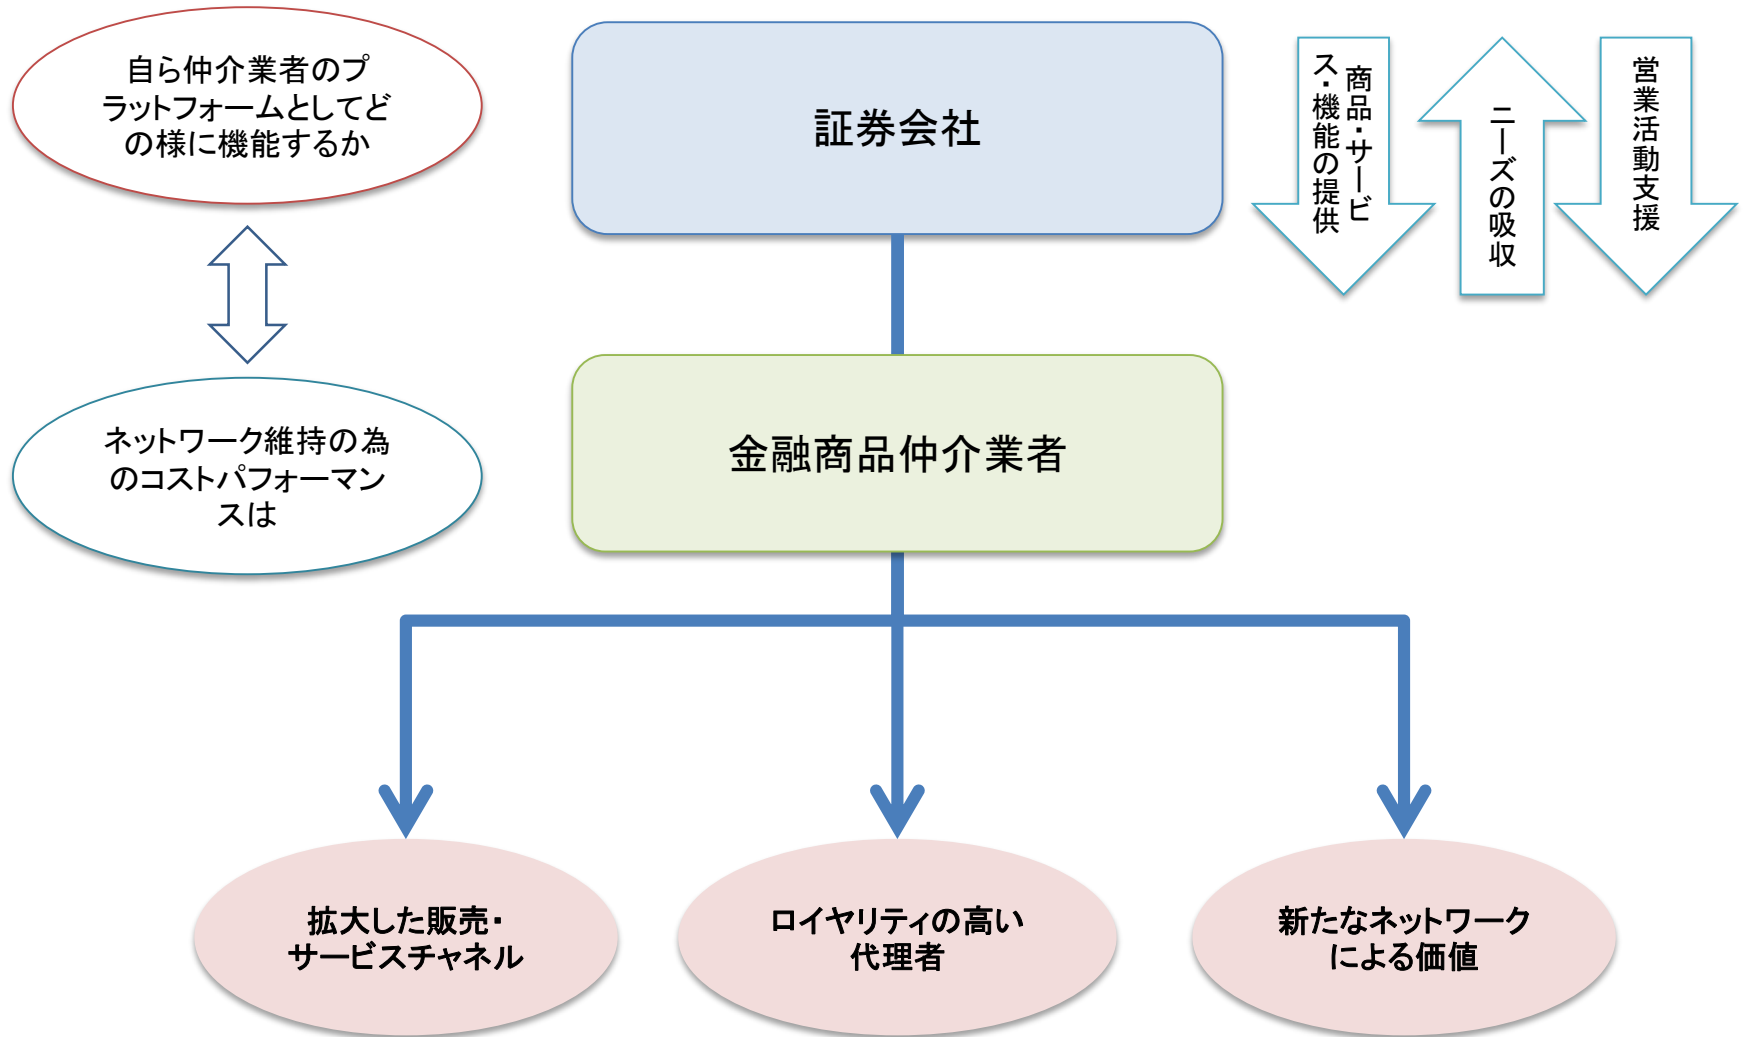 自ら仲介業者のプ
ラットフォームとしてど
の様に機能するか
証券会社
商品・サービ
ス・機能の提供
ニーズの吸収
営業活動支援
ネットワーク維持の為
のコストパフォーマン
スは
金融商品仲介業者
拡大した販売・
サービスチャネル
ロイヤリティの高い
代理者
新たなネットワーク
による価値